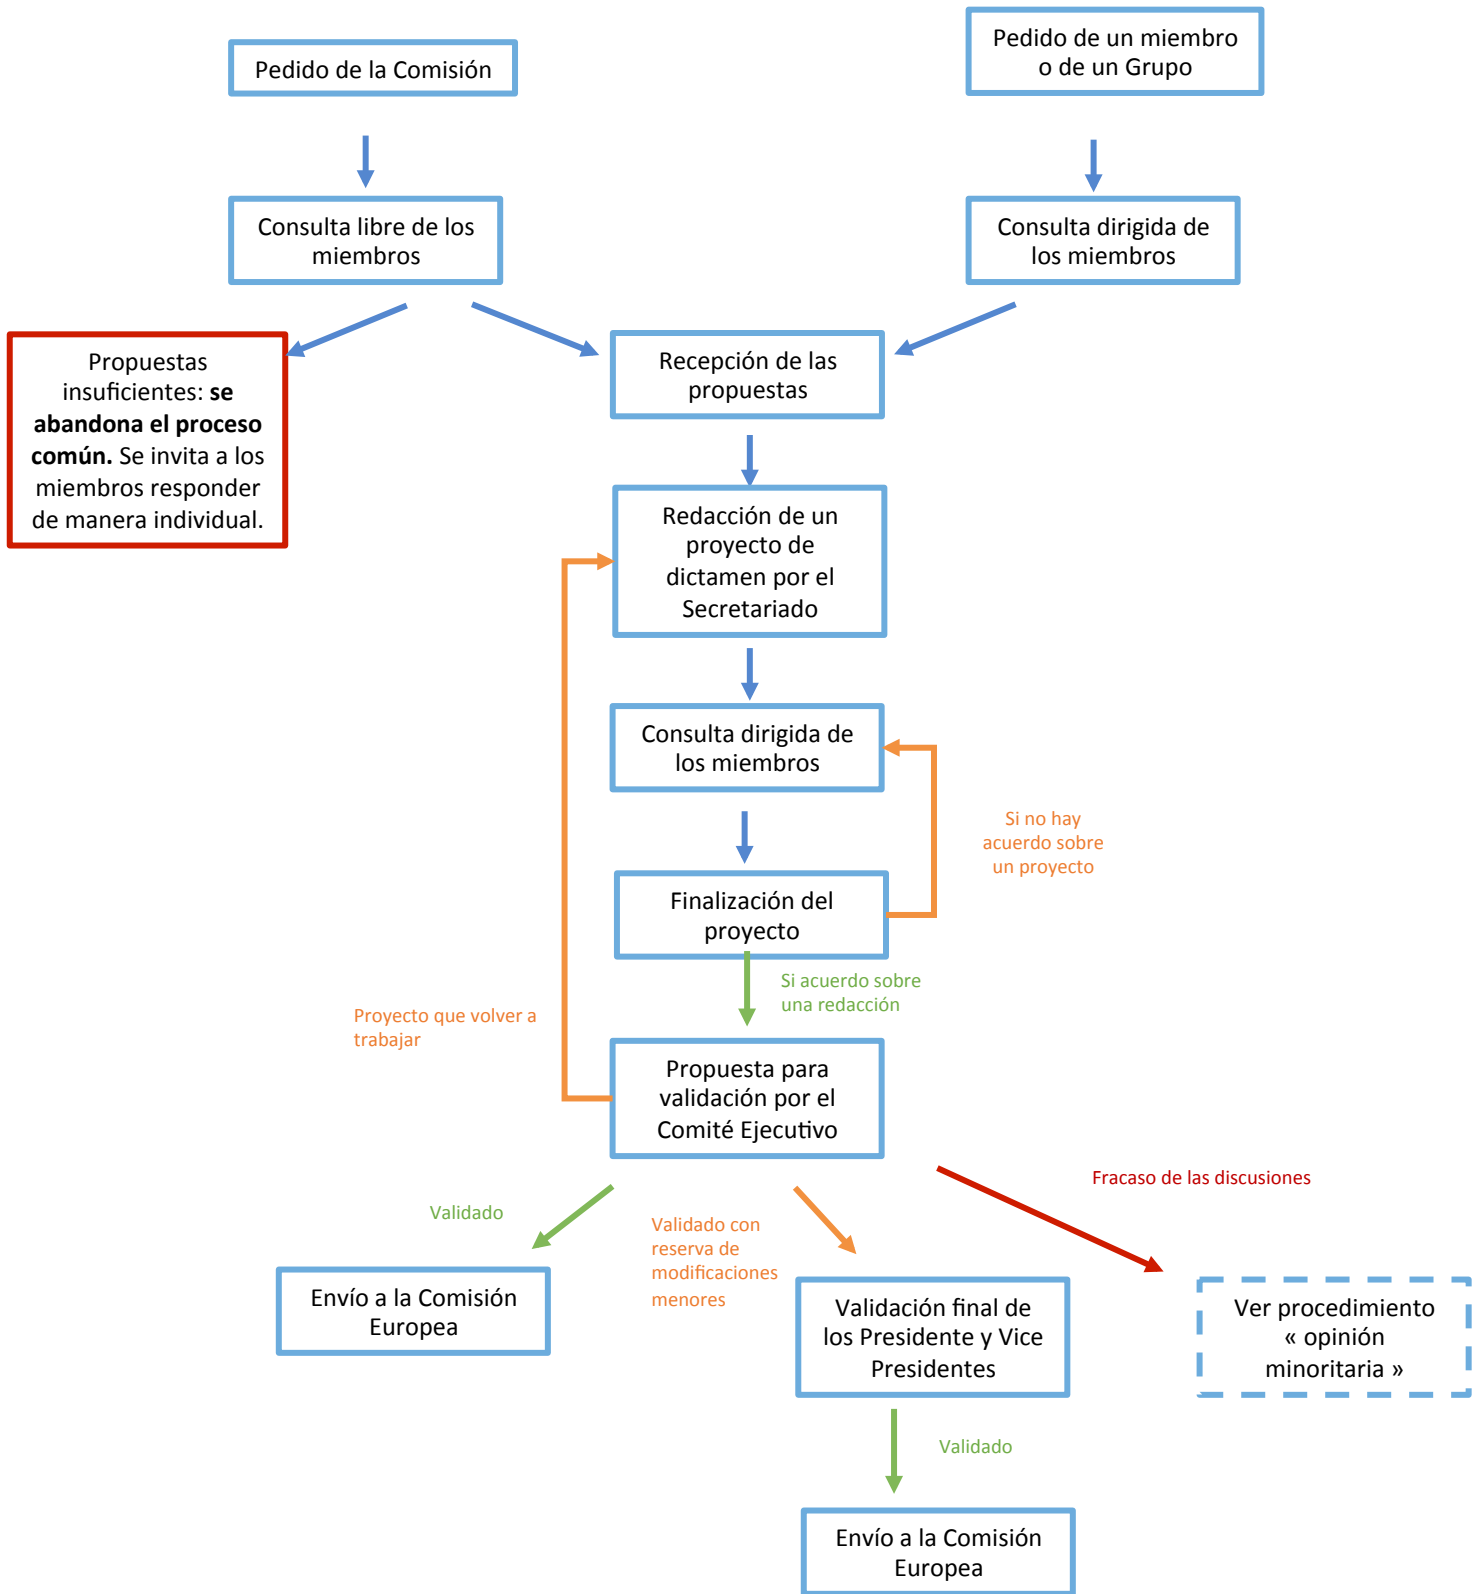 Pedido de la Comisión
Pedido de un miembro
o de un Grupo
Consulta libre de los
miembros
Consulta dirigida de
los miembros
Propuestas
insuficientes: se
abandona el proceso
común. Se invita a los
miembros responder
de manera individual.
Recepción de las
propuestas
Redacción de un
proyecto de
dictamen por el
Secretariado
Consulta dirigida de
los miembros
Si no hay
acuerdo sobre
un proyecto
Finalización del
proyecto
Si acuerdo sobre
una redacción
Proyecto que volver a
trabajar
Propuesta para
validación por el
Comité Ejecutivo
Fracaso de las discusiones
Validado
Validado con
reserva de
modificaciones
menores
Envío a la Comisión
Europea
Validación final de
los Presidente y Vice
Presidentes
Ver procedimiento
« opinión
minoritaria »
Validado
Envío a la Comisión
Europea